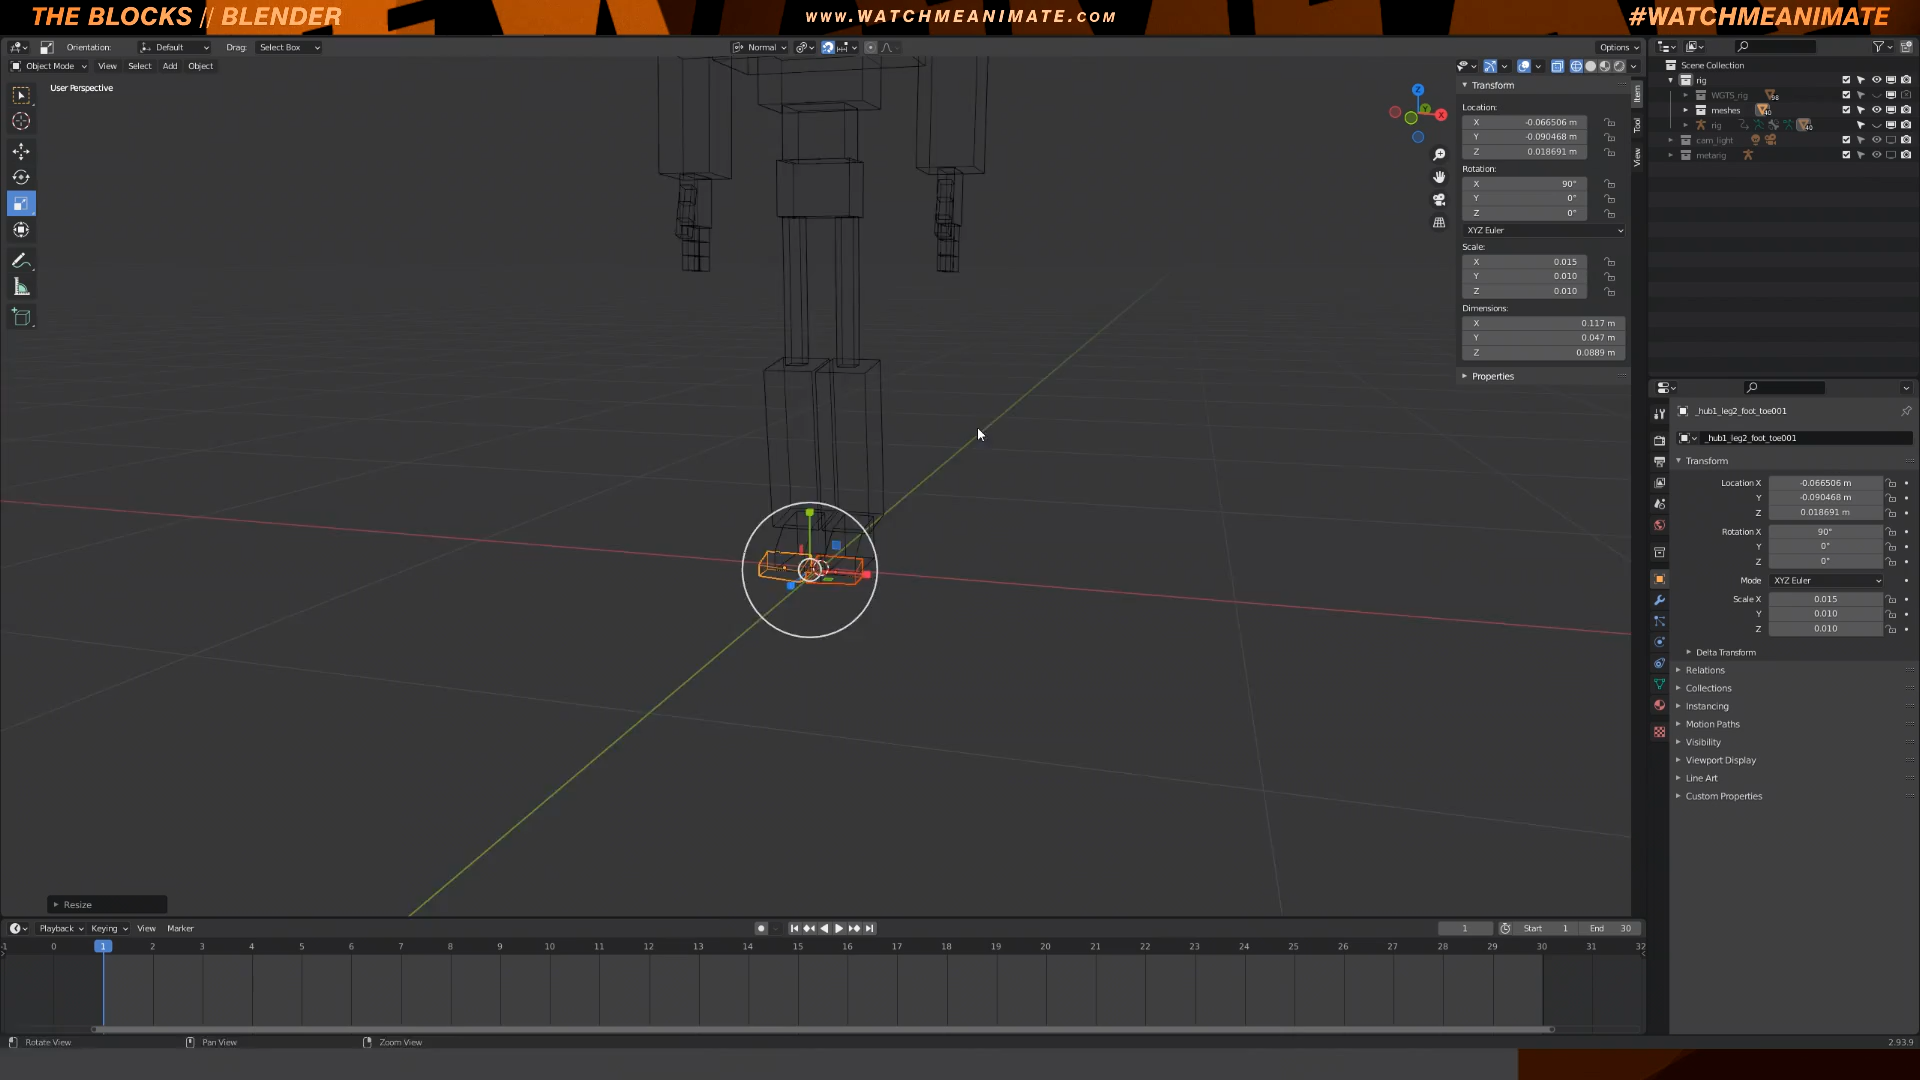 THE BLOCKS // BLENDER
WWW.WATCHMEANIMATE.COM
#WATCHMEANIMATE
Orientation: Default Drag: Select Box
Normal
Options
Object Mode View Select Add Object
User Perspective
Transform
Location:
X -0.066506 m
Y -0.090468 m
Z 0.018691 m
Rotation:
X 90°
Y 0°
Z 0°
XYZ Euler
Scale:
X 0.015
Y 0.010
Z 0.010
Dimensions:
X 0.117 m
Y 0.047 m
Z 0.0889 m
Properties
Item
Tool
View
Z
Y
X
Scene Collection
rig
WGTS_rig 98
meshes 40
rig 40
cam_light
metarig
_hub1_leg2_foot_toe001
_hub1_leg2_foot_toe001
Transform
Location X -0.066506 m
Y -0.090468 m
Z 0.018691 m
Rotation X 90°
Y 0°
Z 0°
Mode XYZ Euler
Scale X 0.015
Y 0.010
Z 0.010
Delta Transform
Relations
Collections
Instancing
Motion Paths
Visibility
Viewport Display
Line Art
Custom Properties
Resize
Playback Keying View Marker
1 Start 1 End 30
-1 0 1 2 3 4 5 6 7 8 9 10 11 12 13 14 15 16 17 18 19 20 21 22 23 24 25 26 27 28 29 30 31 32
Rotate View Pan View Zoom View
2.93.9